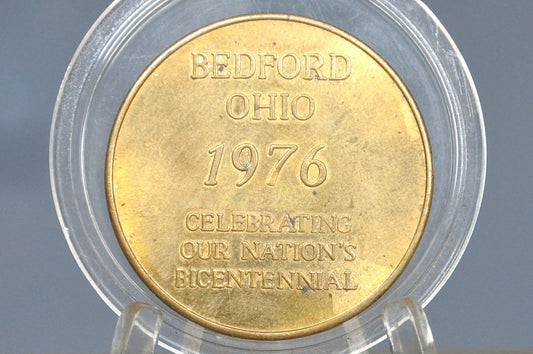 BEDFORD
OHIO
1976
CELEBRATING
OUR NATION'S
BICENTENNIAL